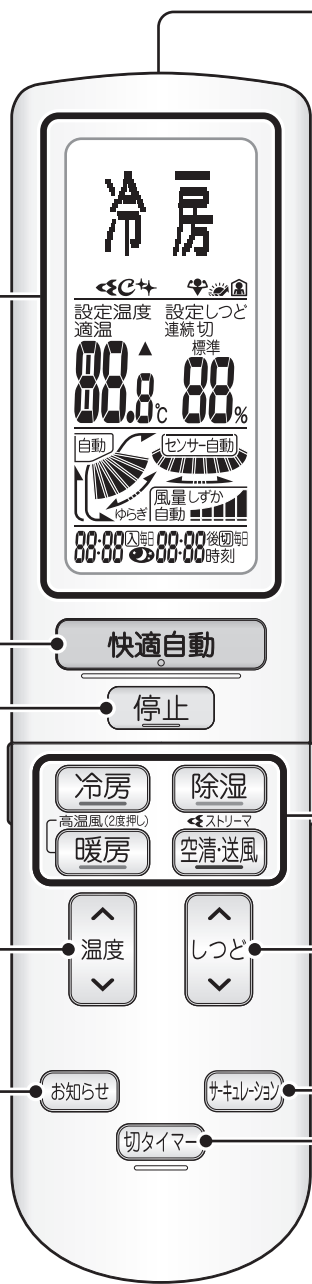 冷房
設定温度 設定しつど
適温 連続切
標準
88.8℃ 88%
自動 センサー自動
ゆらぎ 風量しずか
自動
88:88入毎日 88:88後切毎日
時刻
快適自動
停止
冷房 除湿
高温風(2度押し) ストリーマ
暖房 空清・送風
温度 しつど
お知らせ サーキュレーション
切タイマー